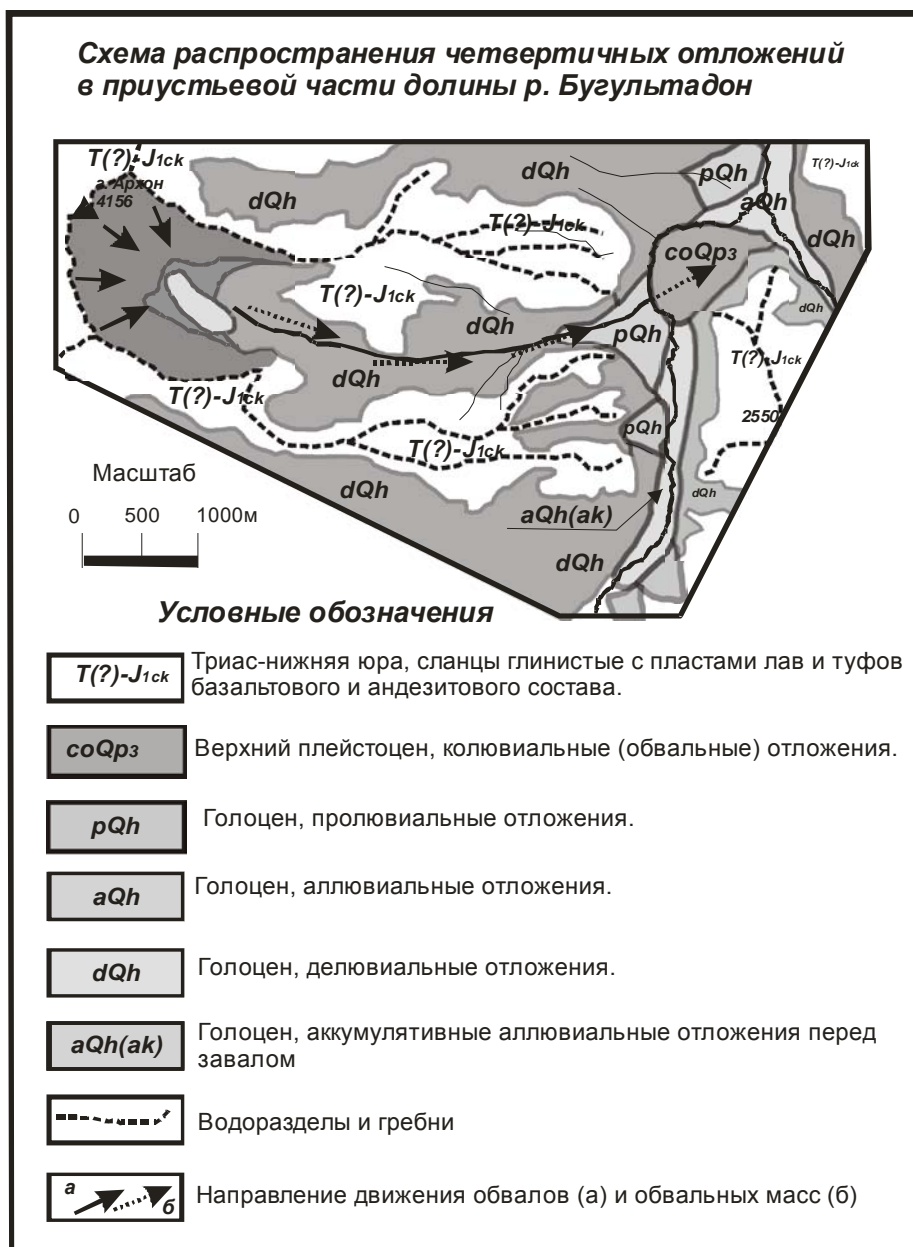 Схема распространения четвертичных отложений
в приустьевой части долины р. Бугультадон
T(?)-J1ck
г. Архон
4156
dQh
dQh
pQh
aQh
T(?)-J1ck
dQh
T(?)-J1ck
coQp3
T(?)-J1ck
dQh
dQh
pQh
dQh
T(?)-J1ck
T(?)-J1ck
T(?)-J1ck
pQh
2550
dQh
dQh
aQh(ak)
dQh
Масштаб
0 500 1000м
Условные обозначения
T(?)-J1ck
Триас-нижняя юра, сланцы глинистые с пластами лав и туфов
базальтового и андезитового состава.
coQp3
Верхний плейстоцен, колювиальные (обвальные) отложения.
pQh
Голоцен, пролювиальные отложения.
aQh
Голоцен, аллювиальные отложения.
dQh
Голоцен, делювиальные отложения.
aQh(ak)
Голоцен, аккумулятивные аллювиальные отложения перед
завалом
Водоразделы и гребни
а б
Направление движения обвалов (а) и обвальных масс (б)